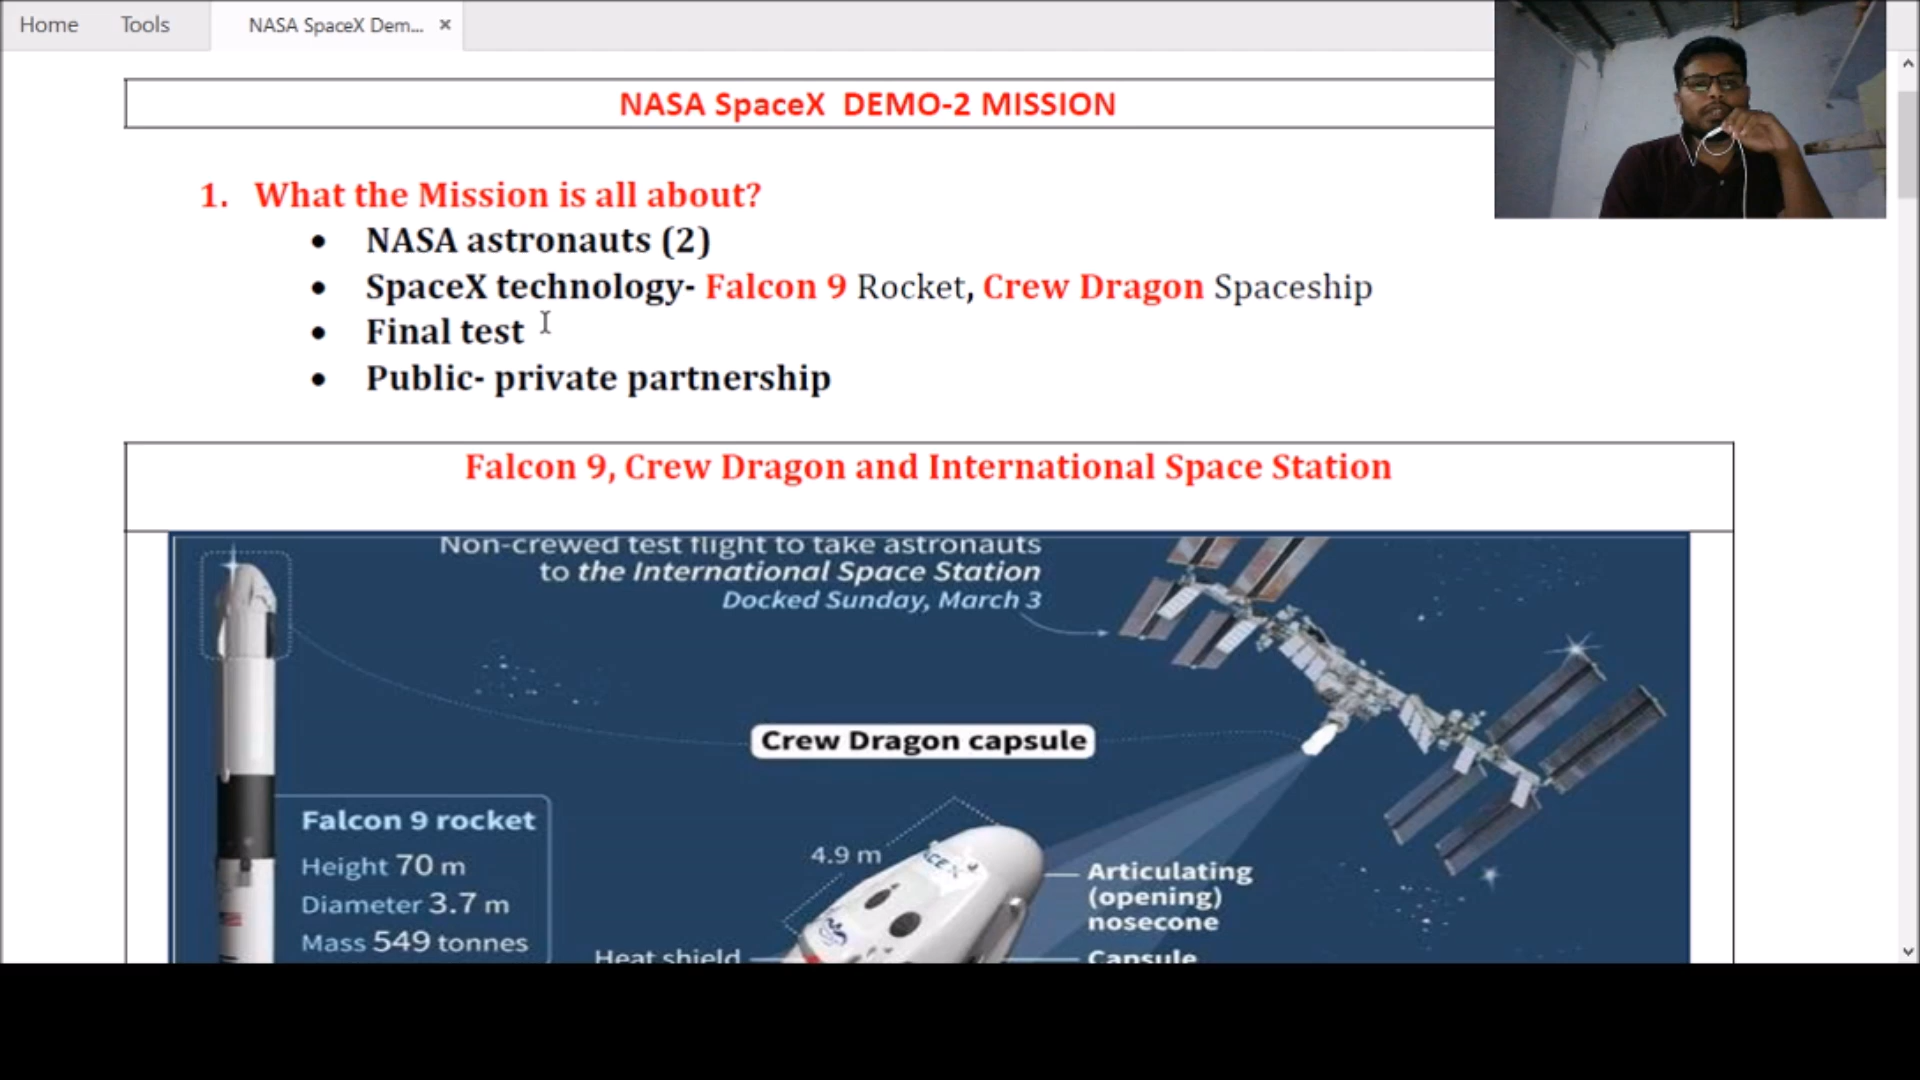 Home Tools NASA SpaceX Dem... ×
NASA SpaceX DEMO-2 MISSION
1. What the Mission is all about?
• NASA astronauts (2)
• SpaceX technology- Falcon 9 Rocket, Crew Dragon Spaceship
• Final test
• Public- private partnership
Falcon 9, Crew Dragon and International Space Station
Non-crewed test flight to take astronauts
to the International Space Station
Docked Sunday, March 3
Crew Dragon capsule
Falcon 9 rocket
Height 70 m
Diameter 3.7 m
Mass 549 tonnes
4.9 m
Articulating
(opening)
nosecone
Heat shield
Capsule